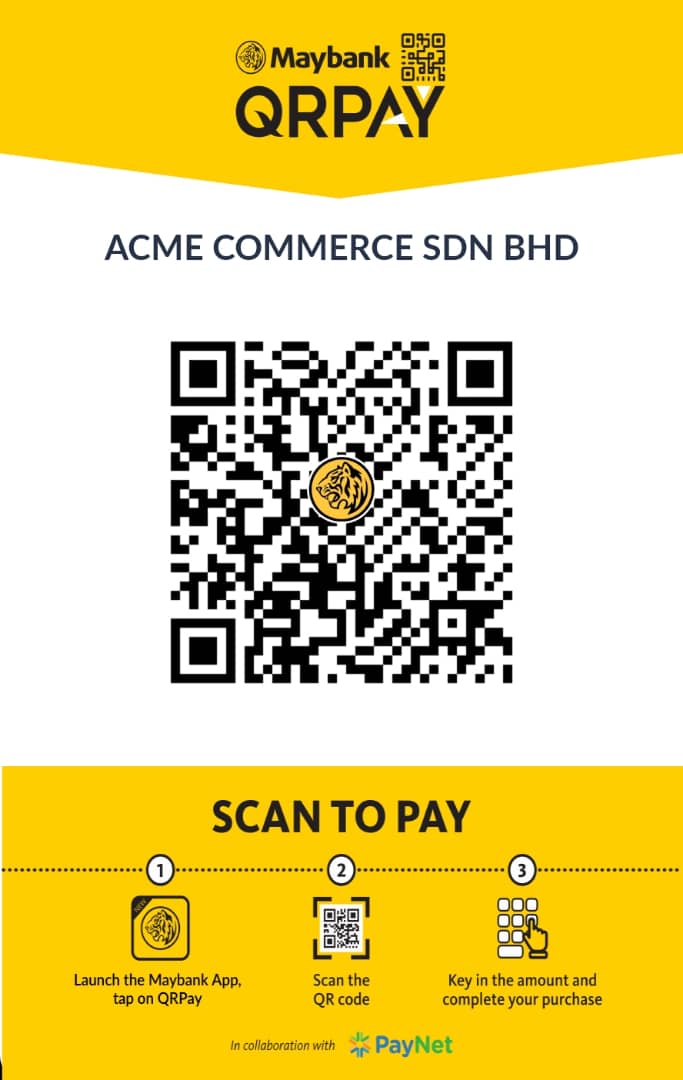 Maybank
QRPAY
ACME COMMERCE SDN BHD
SCAN TO PAY
1
2
3
NEW
Launch the Maybank App,
tap on QRPay
Scan the
QR code
Key in the amount and
complete your purchase
In collaboration with PayNet